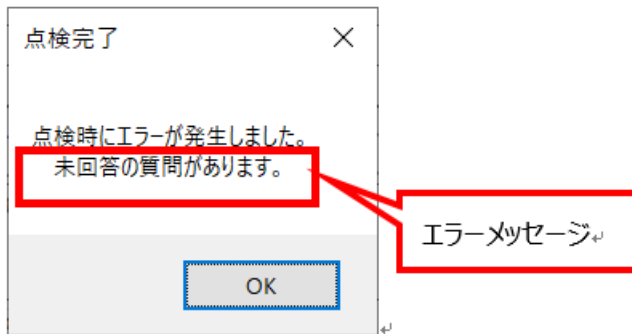 点検完了
点検時にエラーが発生しました。
未回答の質問があります。
エラーメッセージ
OK